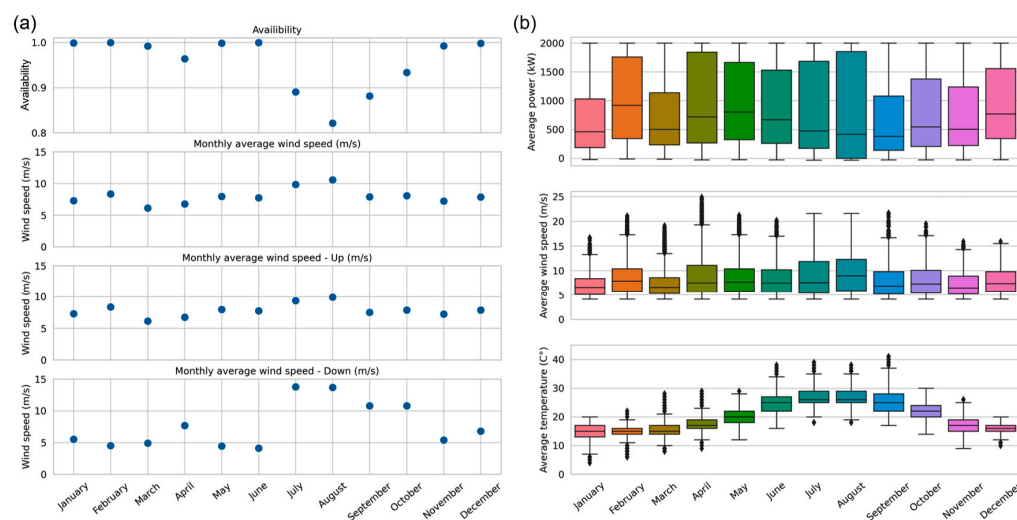 (a)
Availibility
Availability
1.0
0.9
0.8
Monthly average wind speed (m/s)
Wind speed (m/s)
15
10
5
0
Monthly average wind speed - Up (m/s)
Wind speed (m/s)
15
10
5
0
Monthly average wind speed - Down (m/s)
Wind speed (m/s)
15
10
5
0
January
February
March
April
May
June
July
August
September
October
November
December
(b)
Average power (kW)
2000
1500
1000
500
0
Average wind speed (m/s)
25
20
15
10
5
Average temperature (C°)
40
30
20
10
January
February
March
April
May
June
July
August
September
October
November
December